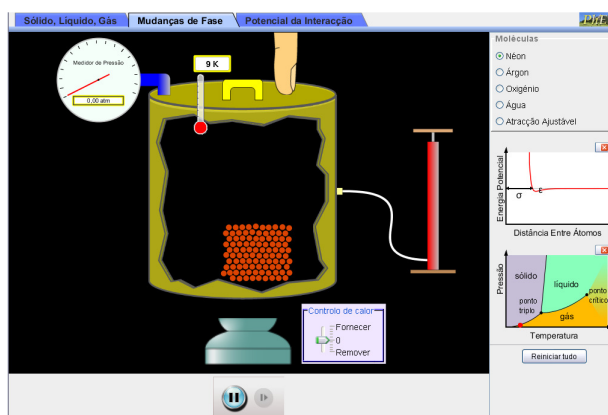 Sólido, Líquido, Gás
Mudanças de Fase
Potencial da Interacção
PhET
Medidor de Pressão
0,00 atm
9 K
Moléculas
Néon
Árgon
Oxigénio
Água
Atracção Ajustável
Energia Potencial
σ
ε
Distância Entre Átomos
Pressão
sólido
líquido
ponto
crítico
ponto
triplo
gás
Temperatura
Reiniciar tudo
Controlo de calor
Fornecer
0
Remover